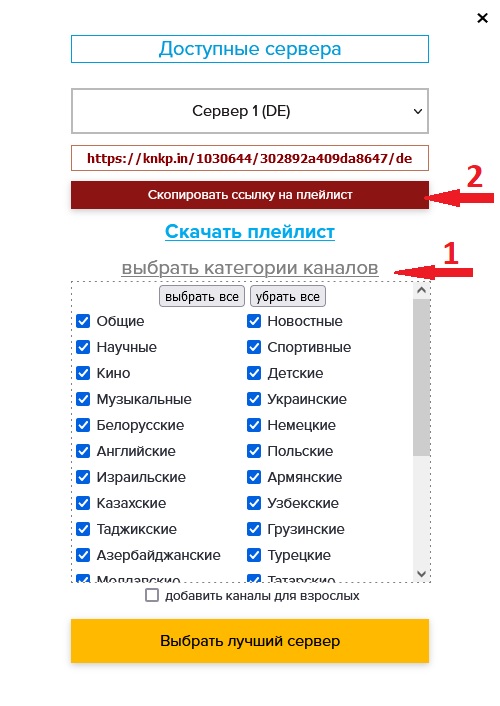 ×
Доступные сервера
Сервер 1 (DE)
https://knkp.in/1030644/302892a409da8647/de
2
Скопировать ссылку на плейлист
Скачать плейлист
1
выбрать категории каналов
выбрать все убрать все
Общие Новостные
Научные Спортивные
Кино Детские
Музыкальные Украинские
Белорусские Немецкие
Английские Польские
Израильские Армянские
Казахские Узбекские
Таджикские Грузинские
Азербайджанские Турецкие
Молдавские Татарские
добавить каналы для взрослых
Выбрать лучший сервер